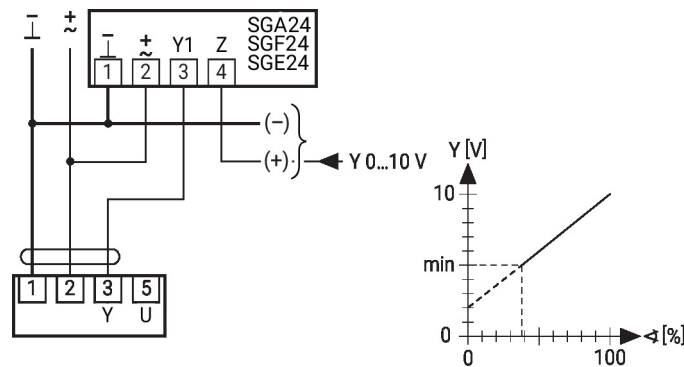 ⊥ ~
+
SGA24
SGF24
SGE24
⊥ ~
+
Y1 Z
1 2 3 4
(−)
(+) Y 0...10 V
1 2 3 5
Y U
Y [V]
10
min
0
0 100
∢ [%]